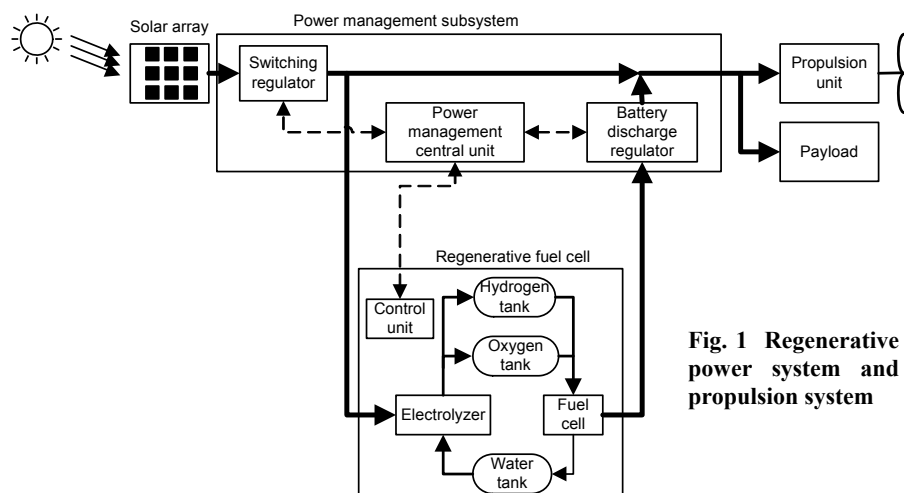 Power management subsystem
Solar array
Switching
regulator
Power
management
central unit
Battery
discharge
regulator
Propulsion
unit
Payload
Regenerative fuel cell
Control
unit
Hydrogen
tank
Oxygen
tank
Electrolyzer
Fuel
cell
Water
tank
Fig. 1 Regenerative
power system and
propulsion system